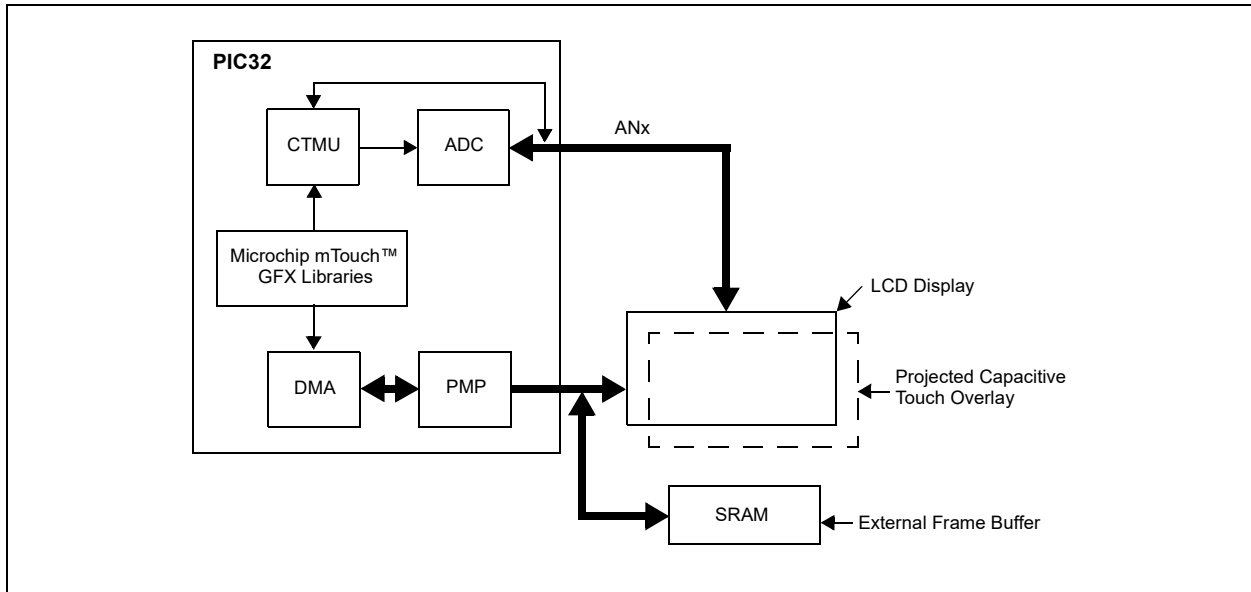 PIC32
CTMU
ADC
ANx
Microchip mTouch™
GFX Libraries
LCD Display
DMA
PMP
Projected Capacitive
Touch Overlay
SRAM
External Frame Buffer